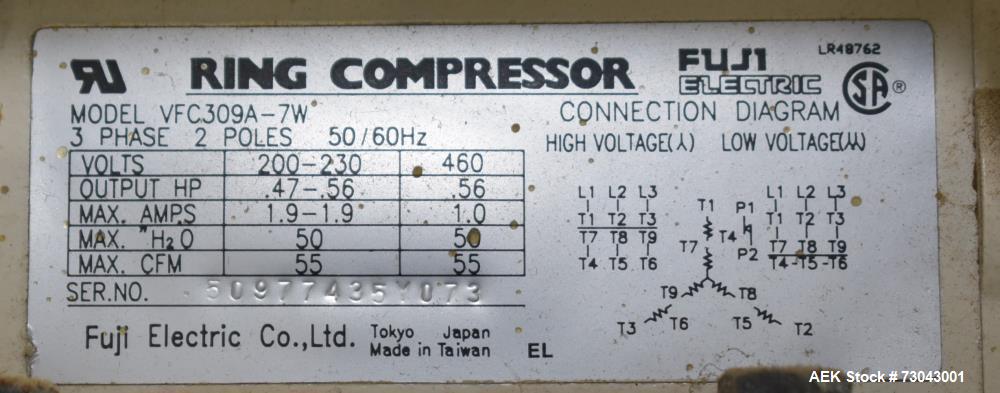 RU RING COMPRESSOR FUJI ELECTRIC LR48762
SA ®
MODEL VFC309A-7W
3 PHASE 2 POLES 50/60Hz
VOLTS 200-230 460
OUTPUT HP .47-.56 .56
MAX. AMPS 1.9-1.9 1.0
MAX. "H₂O 50 50
MAX. CFM 55 55
SER.NO. 50977435Y073
Fuji Electric Co.,Ltd. Tokyo Japan
Made in Taiwan EL
CONNECTION DIAGRAM
HIGH VOLTAGE(⅄) LOW VOLTAGE(⅄⅄)
L1 L2 L3
T1 T2 T3
T7 T8 T9
T4 T5 T6
T1
T7 T4
T9 T8
T3 T6 T5 T2
P1
P2
L1 L2 L3
T1 T2 T3
T7 T8 T9
T4-T5-T6
AEK Stock # 73043001